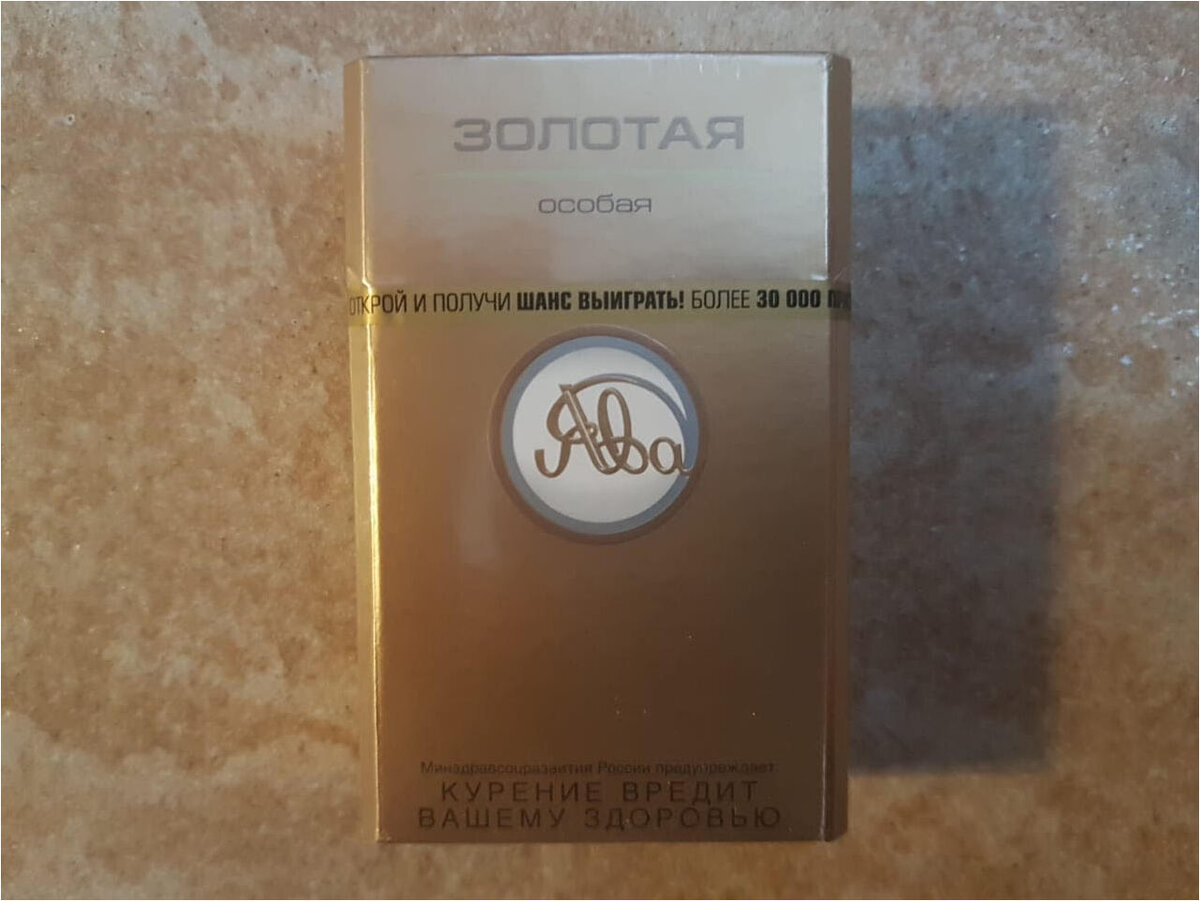 ЗОЛОТАЯ
особая
ОТКРОЙ И ПОЛУЧИ ШАНС ВЫИГРАТЬ! БОЛЕЕ 30 000
Ява
Минздравсоцразвития России предупреждает:
КУРЕНИЕ ВРЕДИТ
ВАШЕМУ ЗДОРОВЬЮ